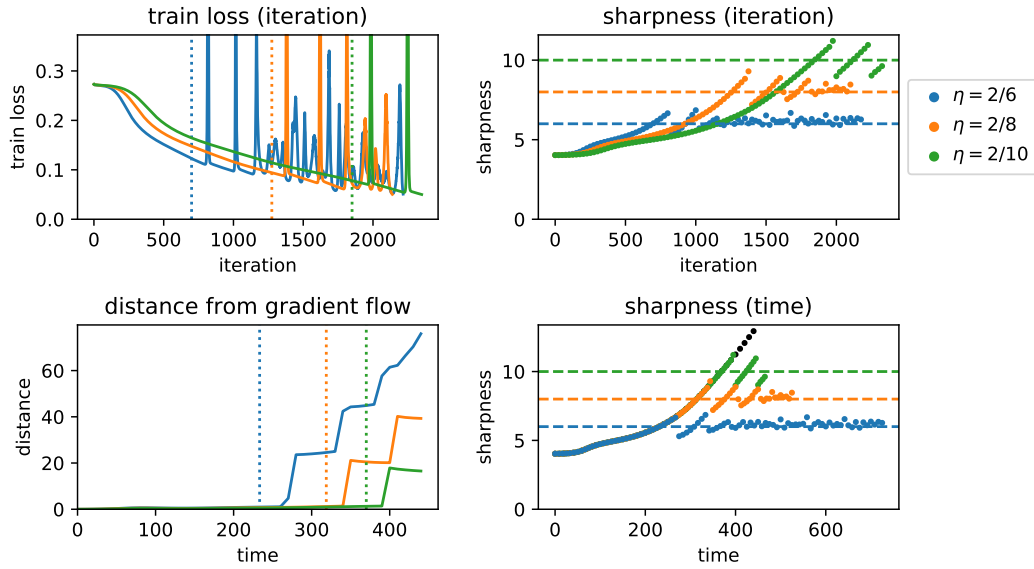 train loss (iteration)
train loss
0.3
0.2
0.1
0.0
0 500 1000 1500 2000
iteration
sharpness (iteration)
sharpness
10
5
0
0 500 1000 1500 2000
iteration
η = 2/6
η = 2/8
η = 2/10
distance from gradient flow
distance
60
40
20
0
0 100 200 300 400
time
sharpness (time)
sharpness
10
5
0
0 200 400 600
time